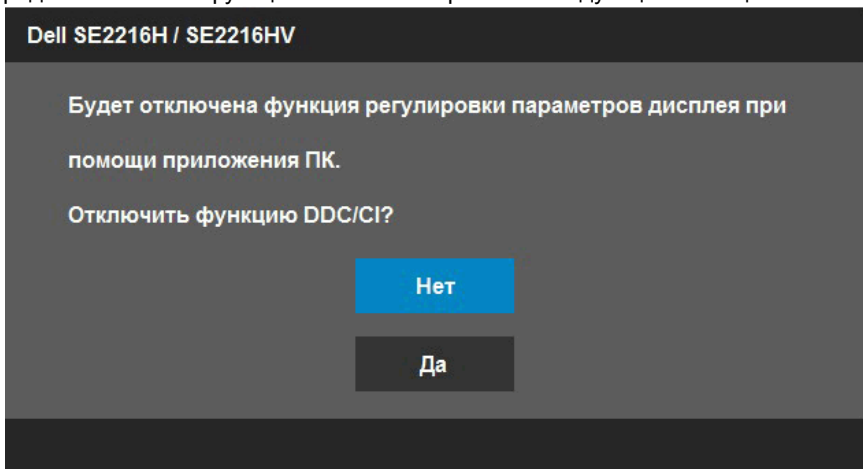 Dell SE2216H / SE2216HV
Будет отключена функция регулировки параметров дисплея при
помощи приложения ПК.
Отключить функцию DDC/CI?
Нет
Да